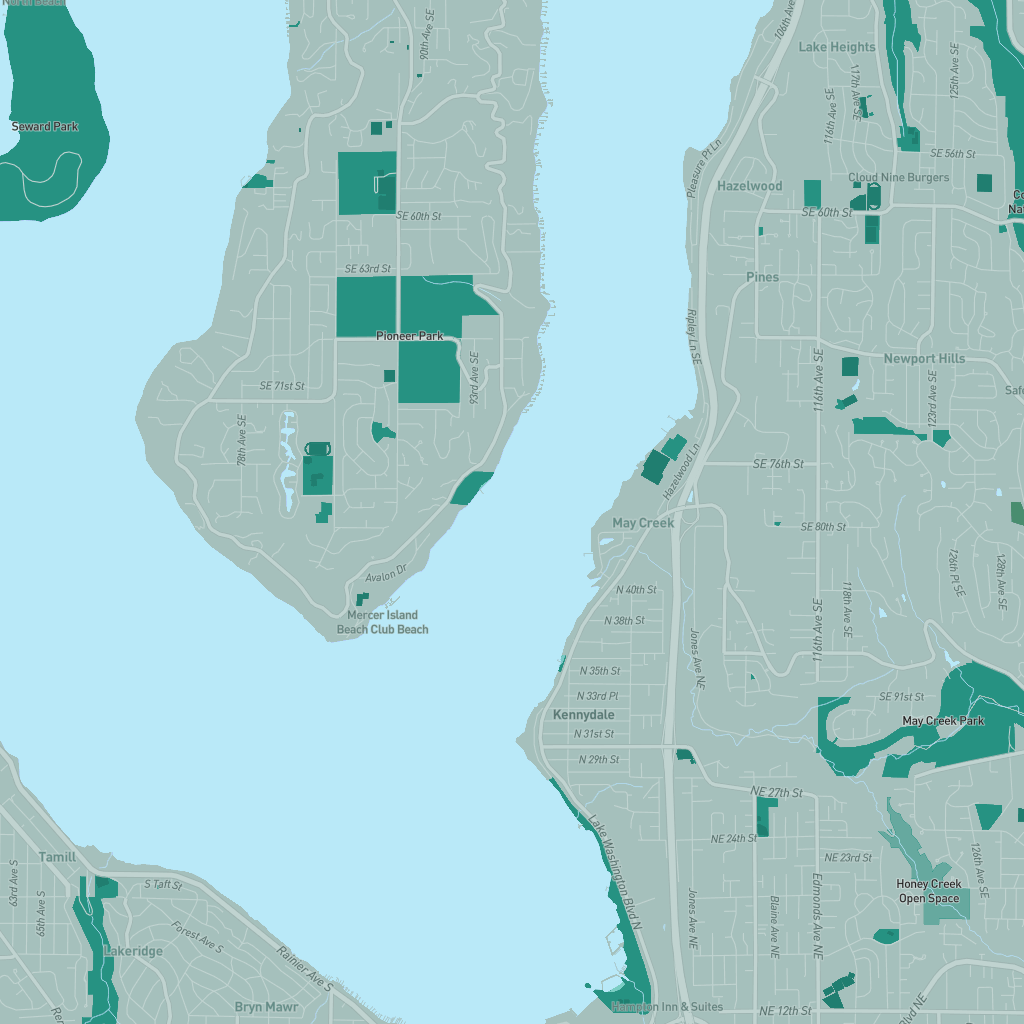 North Beach
Seward Park
90th Ave SE
106th Ave
Lake Heights
117th Ave SE
125th Ave SE
116th Ave SE
SE 56th St
Pleasure Pt Ln
Hazelwood
Cloud Nine Burgers
SE 60th St
SE 60th St
SE 63rd St
Pines
Pioneer Park
Ripley Ln SE
93rd Ave SE
SE 71st St
116th Ave SE
Newport Hills
123rd Ave SE
78th Ave SE
Hazelwood Ln
SE 76th St
May Creek
SE 80th St
126th Pl SE
128th Ave SE
Avalon Dr
N 40th St
118th Ave SE
Mercer Island
Beach Club Beach
N 38th St
116th Ave SE
Jones Ave NE
N 35th St
N 33rd Pl
SE 91st St
Kennydale
May Creek Park
N 31st St
N 29th St
NE 27th St
Lake Washington Blvd N
NE 24th St
NE 23rd St
126th Ave SE
Tamill
63rd Ave S
65th Ave S
S Taft St
Honey Creek
Open Space
Edmonds Ave NE
Blaine Ave NE
Jones Ave NE
Forest Ave S
Lakeridge
Rainier Ave S
Bryn Mawr
Hampton Inn & Suites
NE 12th St
Blvd NE